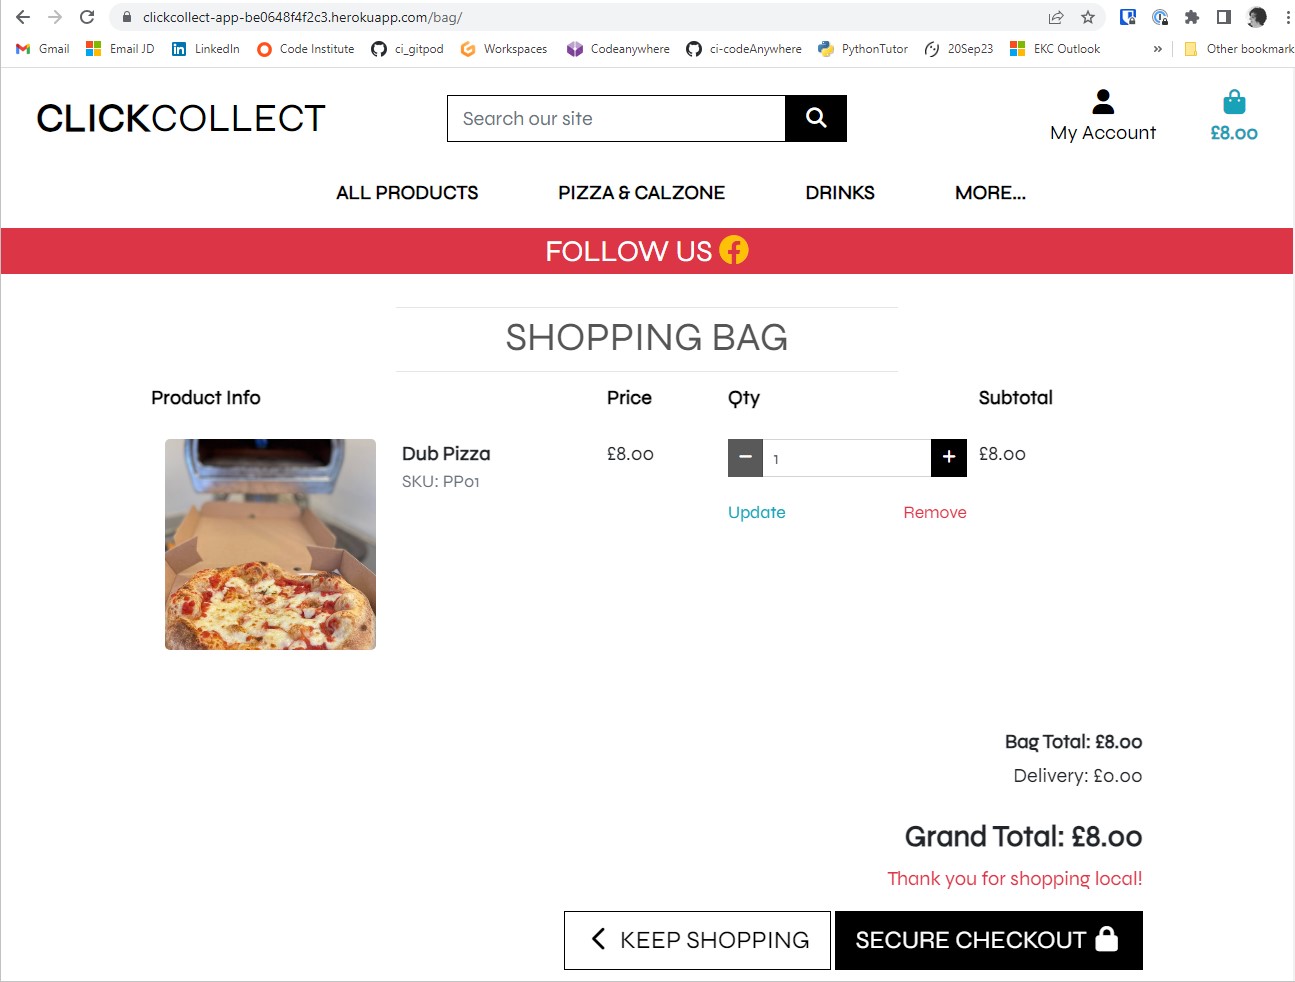 clickcollect-app-be0648f4f2c3.herokuapp.com/bag/
Gmail Email JD LinkedIn Code Institute ci_gitpod Workspaces Codeanywhere ci-codeAnywhere PythonTutor 20Sep23 EKC Outlook » Other bookmark
CLICKCOLLECT
Search our site
My Account
£8.00
ALL PRODUCTS PIZZA & CALZONE DRINKS MORE...
FOLLOW US
SHOPPING BAG
Product Info Price Qty Subtotal
Dub Pizza £8.00 1 £8.00
SKU: PP01
Update Remove
Bag Total: £8.00
Delivery: £0.00
Grand Total: £8.00
Thank you for shopping local!
KEEP SHOPPING SECURE CHECKOUT